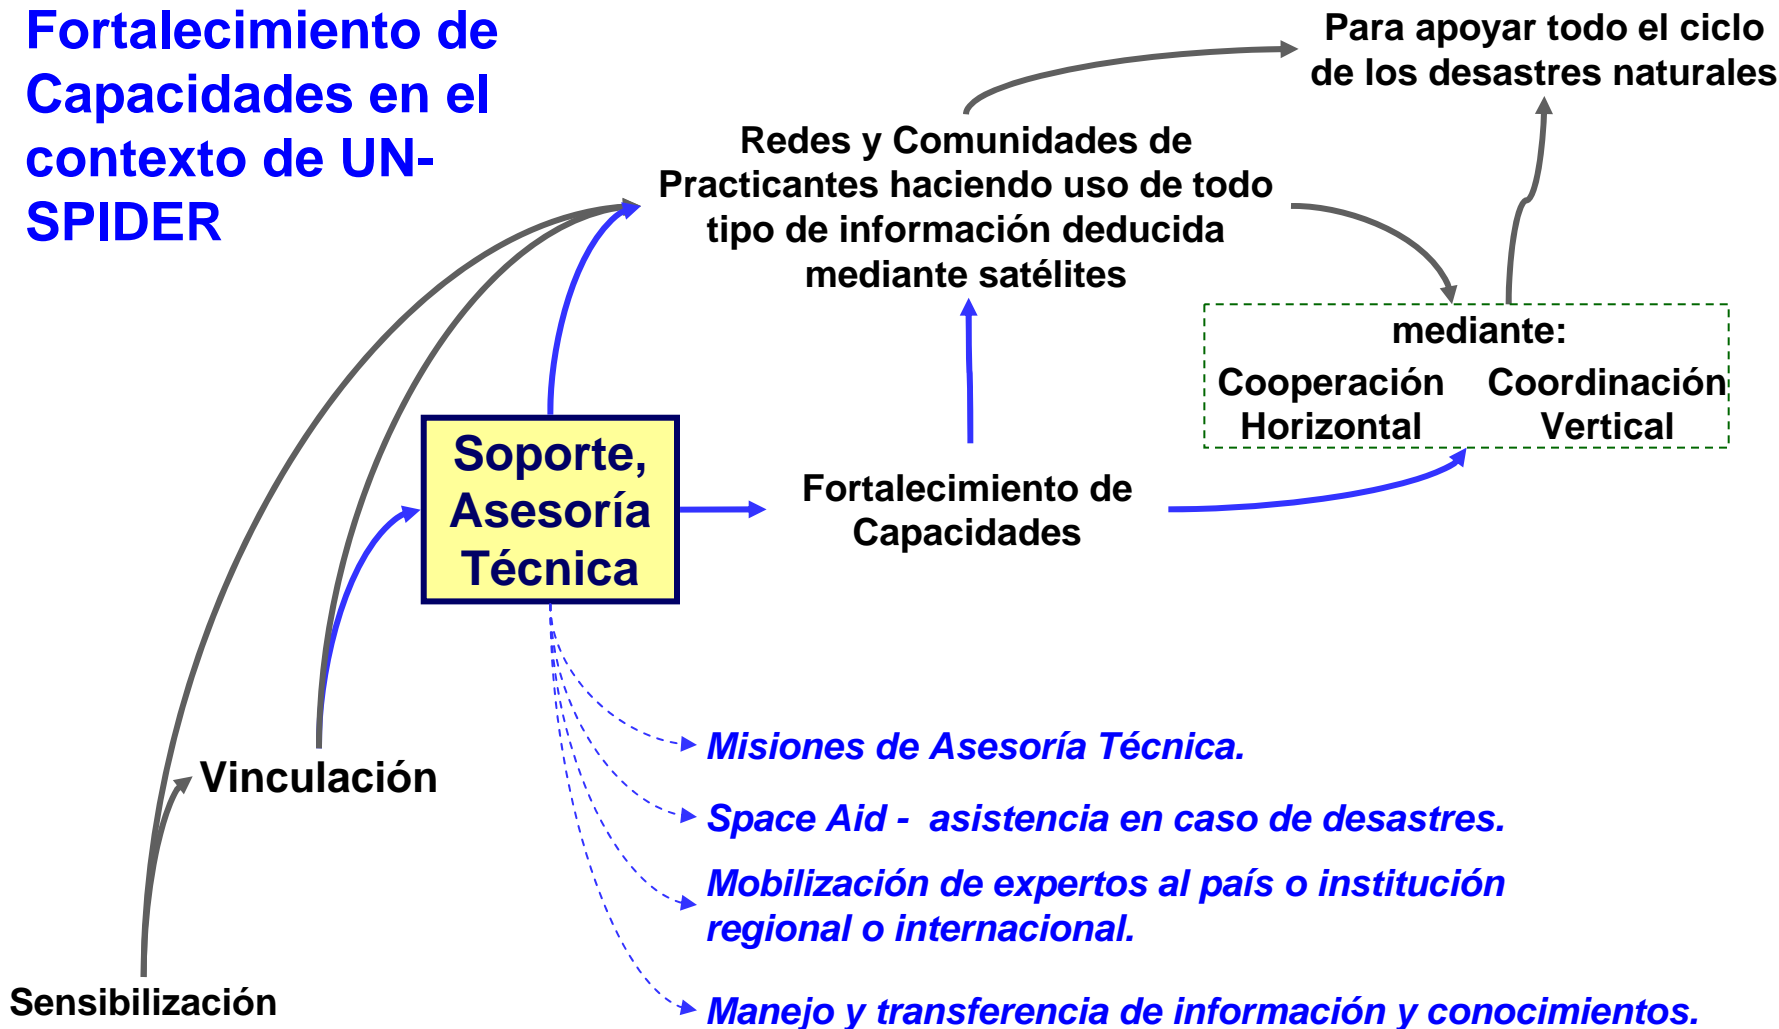 Fortalecimiento de
Capacidades en el
contexto de UN-
SPIDER
Para apoyar todo el ciclo
de los desastres naturales
Redes y Comunidades de
Practicantes haciendo uso de todo
tipo de información deducida
mediante satélites
mediante:
Cooperación
Horizontal
Coordinación
Vertical
Soporte,
Asesoría
Técnica
Fortalecimiento de
Capacidades
Misiones de Asesoría Técnica.
Vinculación
Space Aid -  asistencia en caso de desastres.
Mobilización de expertos al país o institución
regional o internacional.
Sensibilización
Manejo y transferencia de información y conocimientos.